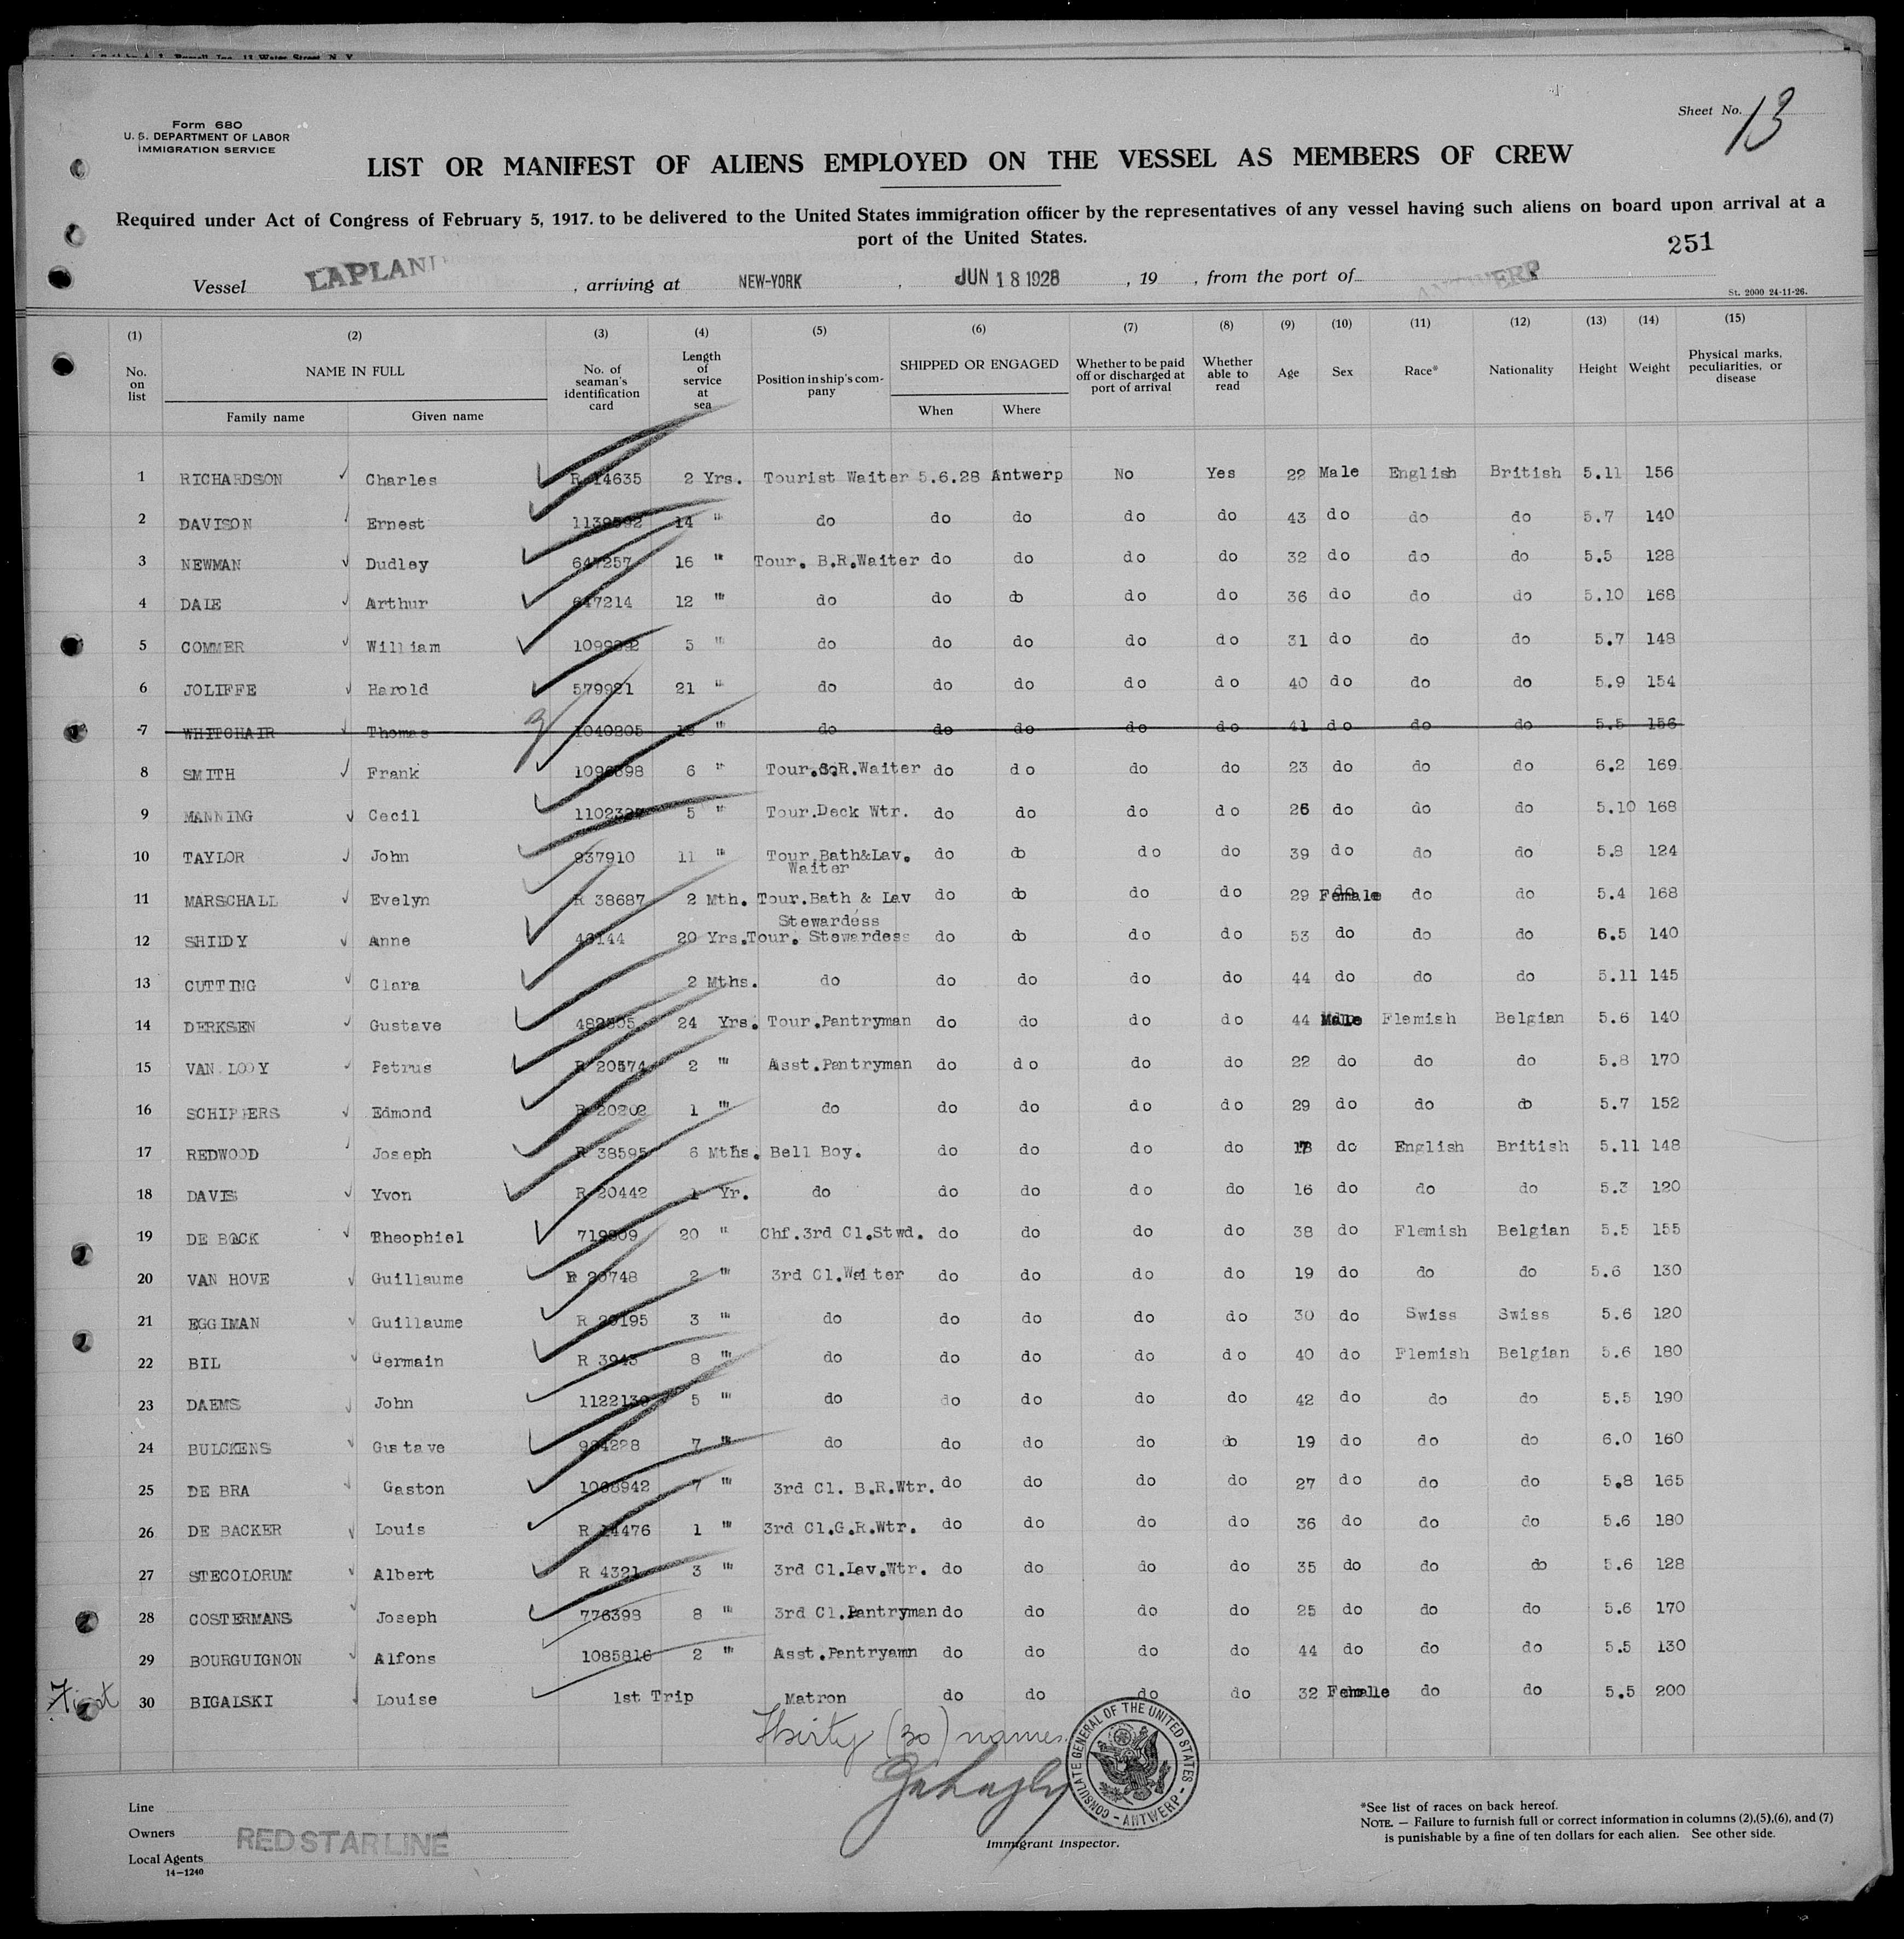 Form 680
U. S. DEPARTMENT OF LABOR
IMMIGRATION SERVICE
Sheet No. 13
LIST OR MANIFEST OF ALIENS EMPLOYED ON THE VESSEL AS MEMBERS OF CREW
Required under Act of Congress of February 5, 1917. to be delivered to the United States immigration officer by the representatives of any vessel having such aliens on board upon arrival at a
port of the United States.
251
Vessel LAPLAND , arriving at NEW-YORK , JUN 18 1928 , 19 , from the port of ANTWERP
St. 2000 24-11-26.
(1) (2) (3) (4) (5) (6) (7) (8) (9) (10) (11) (12) (13) (14) (15)
No. on list NAME IN FULL Family name Given name No. of seaman's identification card Length of service at sea Position in ship's company SHIPPED OR ENGAGED When Where Whether to be paid off or discharged at port of arrival Whether able to read Age Sex Race* Nationality Height Weight Physical marks, peculiarities, or disease
1 RICHARDSON Charles R 14635 2 Yrs. Tourist Waiter 5.6.28 Antwerp No Yes 22 Male English British 5.11 156
2 DAVISON Ernest 14 " do do do do do 43 do do do 5.7 140
3 NEWMAN Dudley 647257 16 " Tour. B.R.Waiter do do do do 32 do do do 5.5 128
4 DALE Arthur 647214 12 " do do do do do 36 do do do 5.10 168
5 COMMER William 5 " do do do do do 31 do do do 5.7 148
6 JOLIFFE Harold 579921 21 " do do do do do 40 do do do 5.9 154
7 WHITCHAIR Thomas 1040805 " do do do do do 41 do do do 5.5 156
8 SMITH Frank 6 " Tour.S.R.Waiter do do do do 23 do do do 6.2 169
9 MANNING Cecil 5 " Tour.Deck Wtr. do do do do 26 do do do 5.10 168
10 TAYLOR John 937910 11 " Tour.Bath&Lav. Waiter do do do do 39 do do do 5.8 124
11 MARSCHALL Evelyn R 38687 2 Mth. Tour.Bath & Lav Stewardess do do do do 29 Female do do 5.4 168
12 SHILDY Anne 20 Yrs. Tour. Stewardess do do do do 53 do do do 6.5 140
13 CUTTING Clara 2 Mths. do do do do do 44 do do do 5.11 145
14 DERKSEN Gustave 24 Yrs. Tour.Pantryman do do do do 44 Male Flemish Belgian 5.6 140
15 VAN LOOY Petrus R 20574 2 " Asst.Pantryman do do do do 22 do do do 5.8 170
16 SCHIPPERS Edmond R 20202 1 " do do do do do 29 do do do 5.7 152
17 REDWOOD Joseph R 38595 6 Mths. Bell Boy. do do do do do English British 5.11 148
18 DAVIS Yvon R 20442 1 Yr. do do do do do 16 do do do 5.3 120
19 DE BOCK Theophiel 719809 20 " Chf.3rd Cl.Stwd. do do do do 38 do Flemish Belgian 5.5 155
20 VAN HOVE Guillaume R 20748 2 " 3rd Cl.Waiter do do do do 19 do do do 5.6 130
21 EGGIMAN Guillaume R 20195 3 " do do do do do 30 do Swiss Swiss 5.6 120
22 BIL Germain R 3943 8 " do do do do do 40 do Flemish Belgian 5.6 180
23 DAEMS John 5 " do do do do do 42 do do do 5.5 190
24 BULCKENS Gustave 7 " do do do do do 19 do do do 6.0 160
25 DE BRA Gaston 7 " 3rd Cl. B.R.Wtr. do do do do 27 do do do 5.8 165
26 DE BACKER Louis R 14476 1 " 3rd Cl.G.R.Wtr. do do do do 36 do do do 5.6 180
27 STECOLORUM Albert R 4321 3 " 3rd Cl.Lav.Wtr. do do do do 35 do do do 5.6 128
28 COSTERMANS Joseph 776398 8 " 3rd Cl.Pantryman do do do do 25 do do do 5.6 170
29 BOURGUIGNON Alfons 1085816 2 " Asst.Pantryamn do do do do 44 do do do 5.5 130
First 30 BIGALSKI Louise 1st Trip Matron do do do do 32 Female do do 5.5 200
Thirty (30) names.
CONSULATE GENERAL OF THE UNITED STATES - ANTWERP -
Immigrant Inspector.
Line
Owners RED STAR LINE
Local Agents
14-1240
*See list of races on back hereof.
NOTE. — Failure to furnish full or correct information in columns (2),(5),(6), and (7)
is punishable by a fine of ten dollars for each alien. See other side.